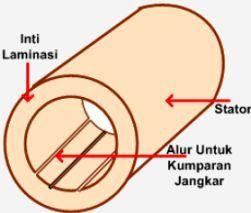 Inti
Laminasi
Stator
Alur Untuk
Kumparan
Jangkar